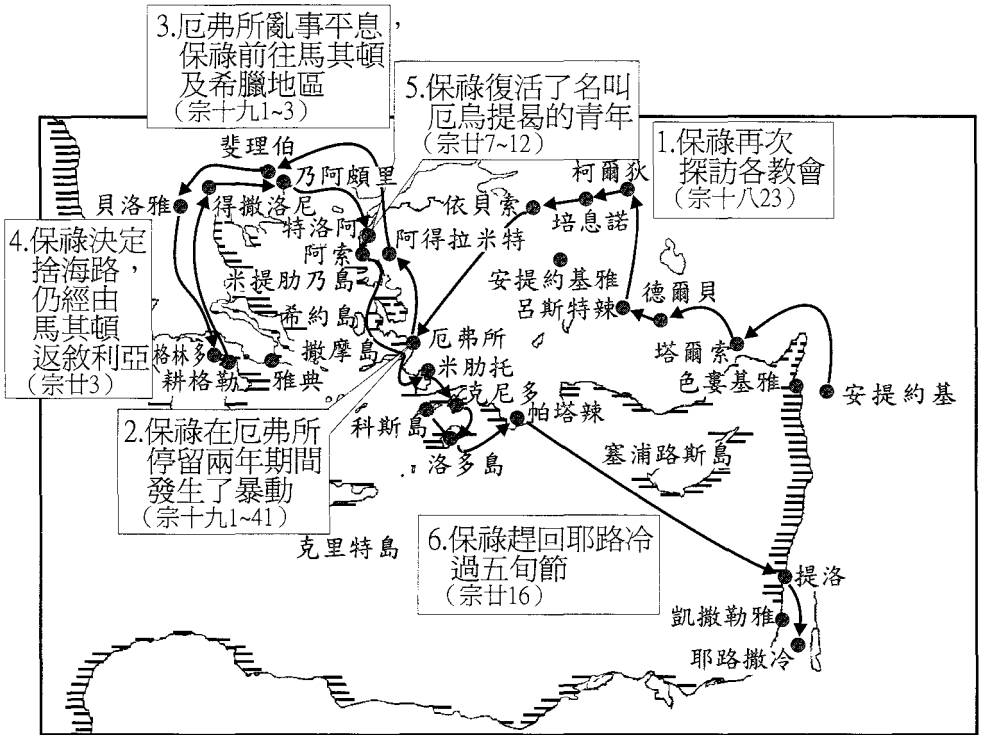 3.厄弗所亂事平息，
保祿前往馬其頓
及希臘地區
（宗十九1~3）
5.保祿復活了名叫
厄烏提曷的青年
（宗廿7~12）
1.保祿再次
探訪各教會
（宗十八23）
4.保祿決定
捨海路，
仍經由
馬其頓
返敘利亞
（宗廿3）
2.保祿在厄弗所
停留兩年期間
發生了暴動
（宗十九1~41）
6.保祿趕回耶路冷
過五旬節
（宗廿16）
斐理伯
乃阿頗里
貝洛雅
得撒洛尼
特洛阿
阿索
阿得拉米特
米提肋乃島
希約島
撒摩島
格林多
耕格勒
雅典
依貝索
培息諾
柯爾狄
安提約基雅
呂斯特辣
德爾貝
塔爾索
色婁基雅
安提約基
厄弗所
米肋托
克尼多
科斯島
洛多島
帕塔辣
塞浦路斯島
克里特島
提洛
凱撒勒雅
耶路撒冷